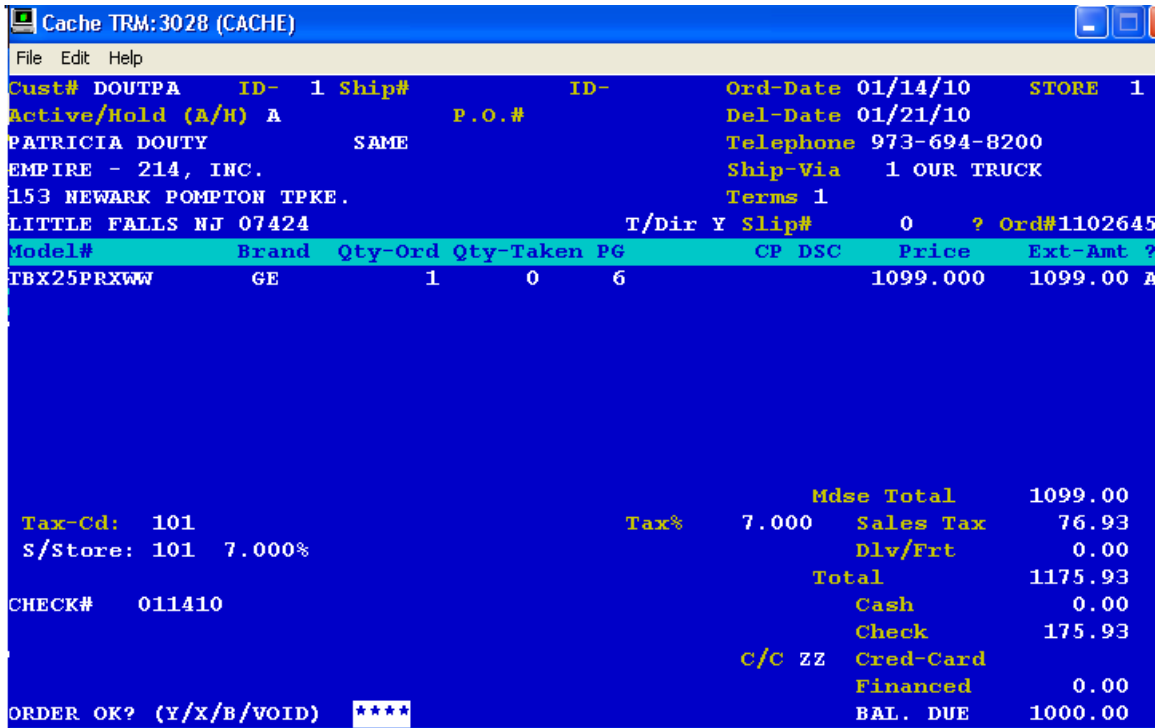 Cache TRM:3028 (CACHE)
File Edit Help
Cust# DOUTPA ID- 1 Ship# ID- Ord-Date 01/14/10 STORE 1
Active/Hold (A/H) A P.O.# Del-Date 01/21/10
PATRICIA DOUTY SAME Telephone 973-694-8200
EMPIRE - 214, INC. Ship-Via 1 OUR TRUCK
153 NEWARK POMPTON TPKE. Terms 1
LITTLE FALLS NJ 07424 T/Dir Y Slip# 0 ? Ord#1102645
Model# Brand Qty-Ord Qty-Taken PG CP DSC Price Ext-Amt ?
TBX25PRXWW GE 1 0 6 1099.000 1099.00 A
Mdse Total 1099.00
Tax-Cd: 101 Tax% 7.000 Sales Tax 76.93
S/Store: 101 7.000% Dlv/Frt 0.00
Total 1175.93
CHECK# 011410 Cash 0.00
Check 175.93
C/C ZZ Cred-Card
Financed 0.00
ORDER OK? (Y/X/B/VOID) **** BAL. DUE 1000.00